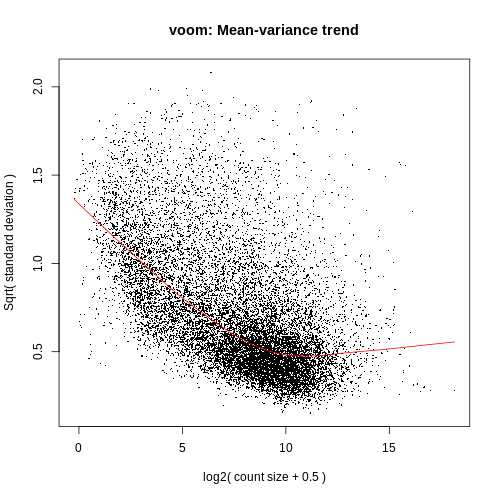 voom: Mean-variance trend
Sqrt( standard deviation )
2.0
1.5
1.0
0.5
0 5 10 15
log2( count size + 0.5 )